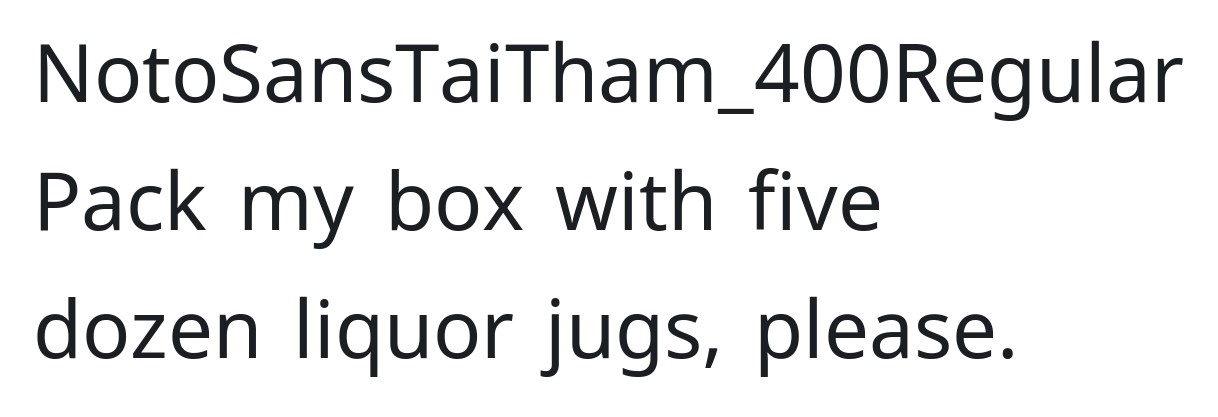 NotoSansTaiTham_400Regular
Pack my box with five
dozen liquor jugs, please.